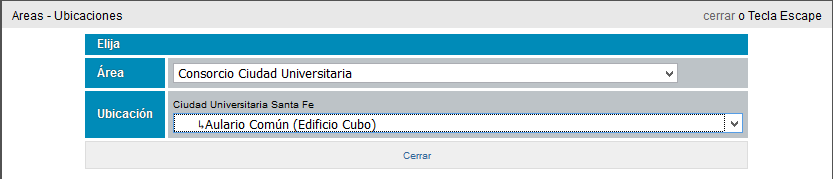 Areas - Ubicaciones
cerrar o Tecla Escape
Elija
Área
Consorcio Ciudad Universitaria
Ubicación
Ciudad Universitaria Santa Fe
↳Aulario Común (Edificio Cubo)
Cerrar